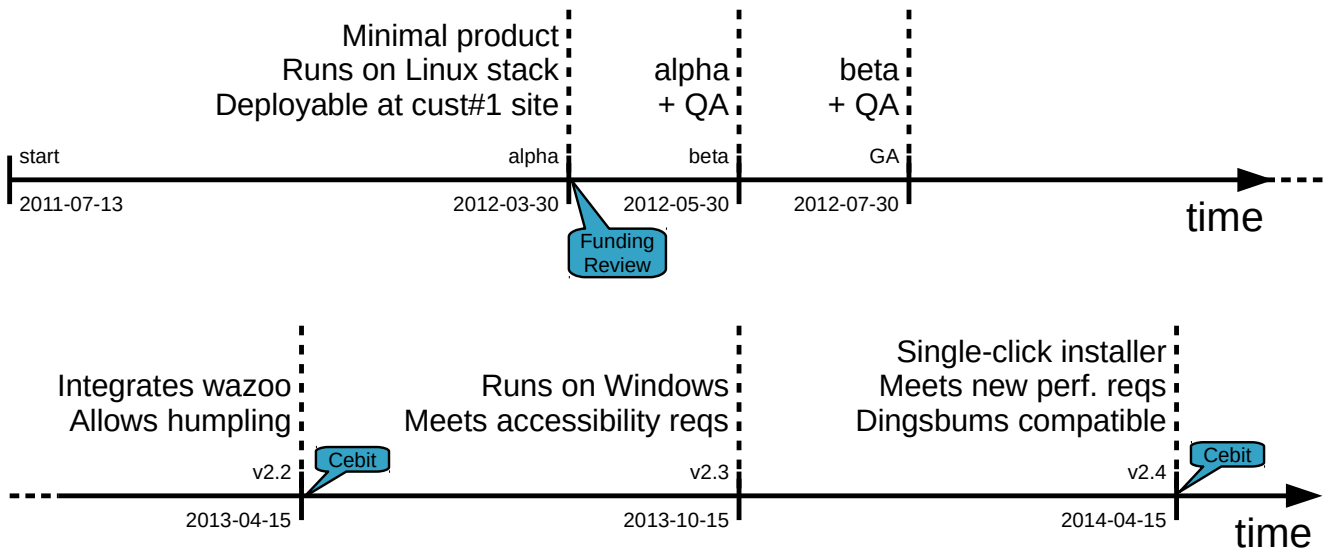 Minimal product
Runs on Linux stack
Deployable at cust#1 site
alpha
+ QA
beta
+ QA
start
alpha
beta
GA
2011-07-13
2012-03-30
2012-05-30
2012-07-30
time
Funding
Review
Integrates wazoo
Allows humpling
Runs on Windows
Meets accessibility reqs
Single-click installer
Meets new perf. reqs
Dingsbums compatible
v2.2
Cebit
v2.3
v2.4
Cebit
2013-04-15
2013-10-15
2014-04-15
time